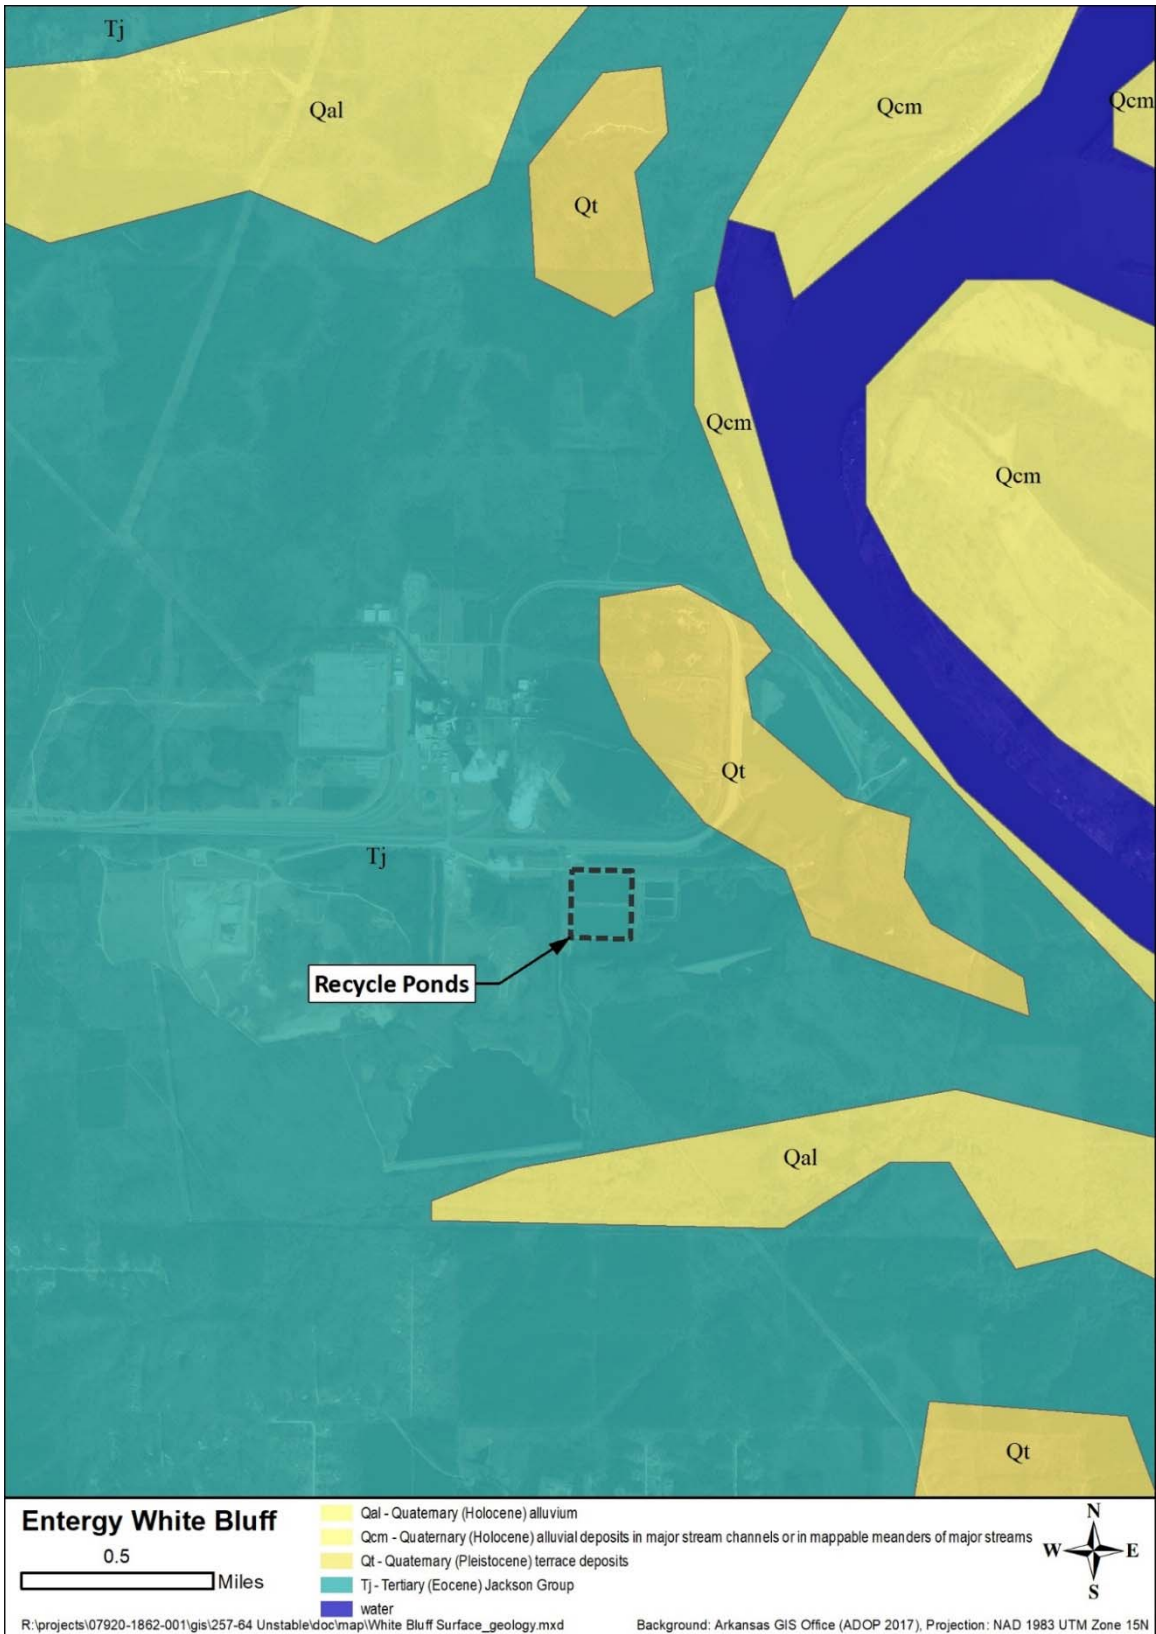 Tj
Qal
Qcm
Qcm
Qt
Qcm
Qcm
Qt
Tj
Recycle Ponds
Qal
Qt
Entergy White Bluff
0.5
Miles
Qal - Quaternary (Holocene) alluvium
Qcm - Quaternary (Holocene) alluvial deposits in major stream channels or in mappable meanders of major streams
Qt - Quaternary (Pleistocene) terrace deposits
Tj - Tertiary (Eocene) Jackson Group
water
N
W E
S
R:\projects\07920-1862-001\gis\257-64 Unstable\doc\map\White Bluff Surface_geology.mxd
Background: Arkansas GIS Office (ADOP 2017), Projection: NAD 1983 UTM Zone 15N